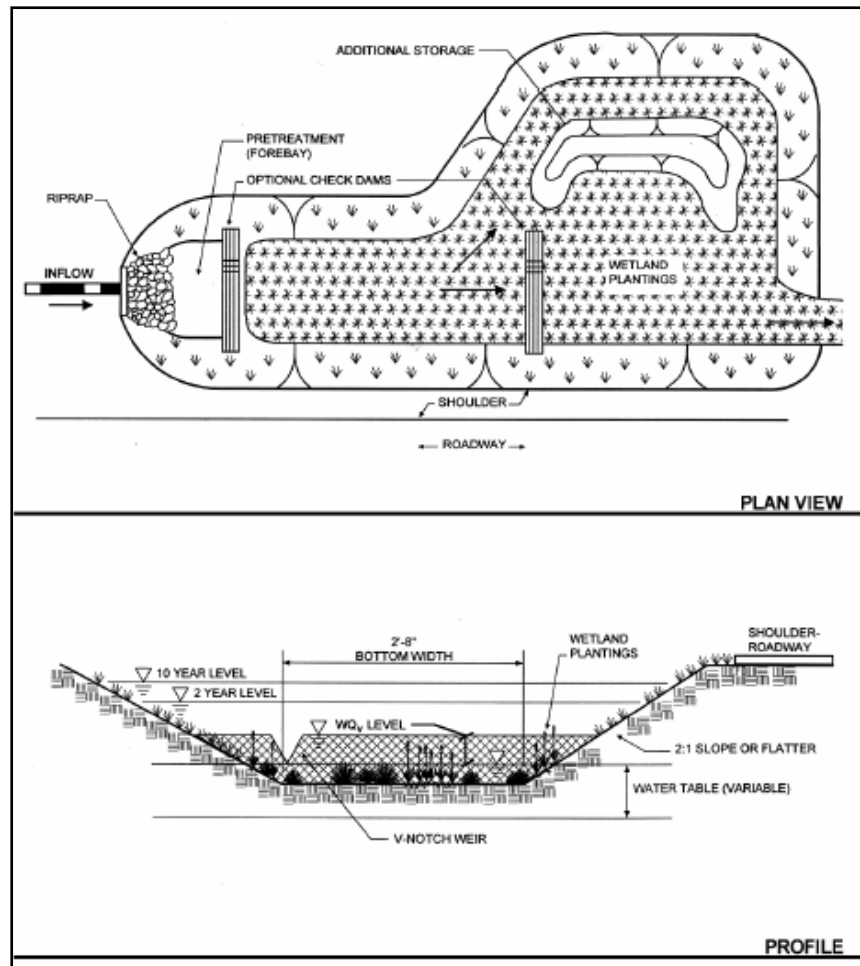 ADDITIONAL STORAGE
PRETREATMENT
(FOREBAY)
OPTIONAL CHECK DAMS
RIPRAP
INFLOW
WETLAND
PLANTINGS
SHOULDER
ROADWAY
PLAN VIEW
2'-8"
BOTTOM WIDTH
WETLAND
PLANTINGS
SHOULDER-
ROADWAY
10 YEAR LEVEL
2 YEAR LEVEL
WQv LEVEL
2:1 SLOPE OR FLATTER
WATER TABLE (VARIABLE)
V-NOTCH WEIR
PROFILE